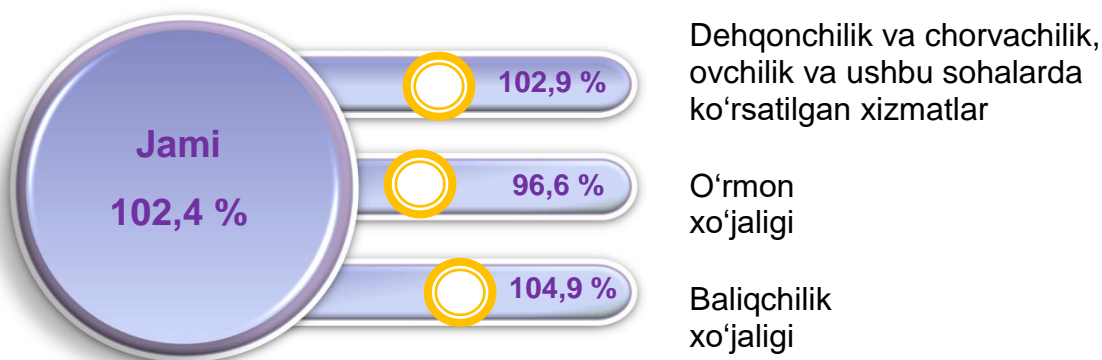 Jami
102,4 %
102,9 %
Dehqonchilik va chorvachilik,
ovchilik va ushbu sohalarda
ko‘rsatilgan xizmatlar
96,6 %
O‘rmon
xo‘jaligi
104,9 %
Baliqchilik
xo‘jaligi